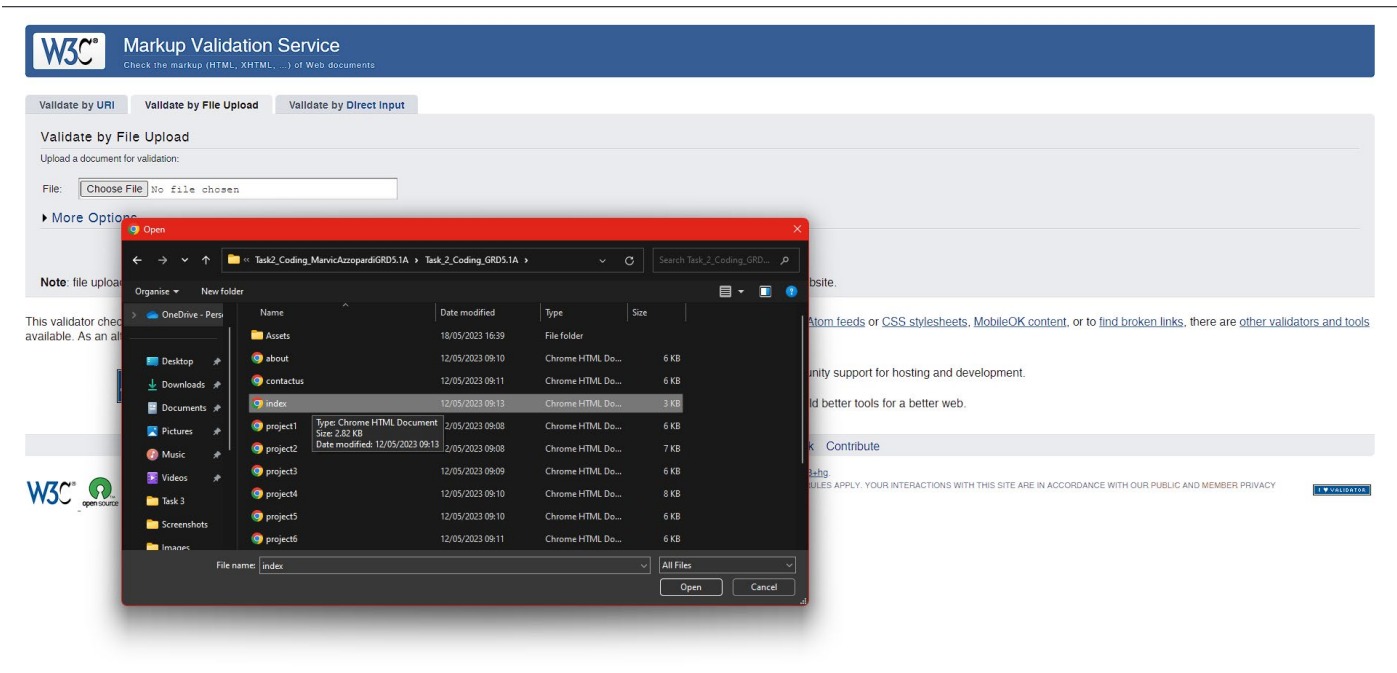 W3C®
Markup Validation Service
Check the markup (HTML, XHTML, ...) of Web documents
Validate by URI
Validate by File Upload
Validate by Direct Input
Validate by File Upload
Upload a document for validation:
File: Choose File No file chosen
More Options
Note: file uploa
bsite.
This validator chec
Atom feeds or CSS stylesheets, MobileOK content, or to find broken links, there are other validators and tools
available. As an al
unity support for hosting and development.
ld better tools for a better web.
k Contribute
3+hg.
RULES APPLY. YOUR INTERACTIONS WITH THIS SITE ARE IN ACCORDANCE WITH OUR PUBLIC AND MEMBER PRIVACY
W3C®
open source
I ♥ VALIDATOR
Open
« Task2_Coding_MarvicAzzopardiGRD5.1A › Task_2_Coding_GRD5.1A ›
Search Task_2_Coding_GRD...
Organise
New folder
OneDrive - Perso
Desktop
Downloads
Documents
Pictures
Music
Videos
Task 3
Screenshots
Images
Name Date modified Type Size
Assets 18/05/2023 16:39 File folder
about 12/05/2023 09:10 Chrome HTML Do... 6 KB
contactus 12/05/2023 09:11 Chrome HTML Do... 6 KB
index 12/05/2023 09:13 Chrome HTML Do... 3 KB
project1 12/05/2023 09:08 Chrome HTML Do... 6 KB
project2 12/05/2023 09:08 Chrome HTML Do... 7 KB
project3 12/05/2023 09:09 Chrome HTML Do... 6 KB
project4 12/05/2023 09:10 Chrome HTML Do... 8 KB
project5 12/05/2023 09:10 Chrome HTML Do... 6 KB
project6 12/05/2023 09:11 Chrome HTML Do... 6 KB
Type: Chrome HTML Document
Size: 2.82 KB
Date modified: 12/05/2023 09:13
File name: index
All Files
Open
Cancel